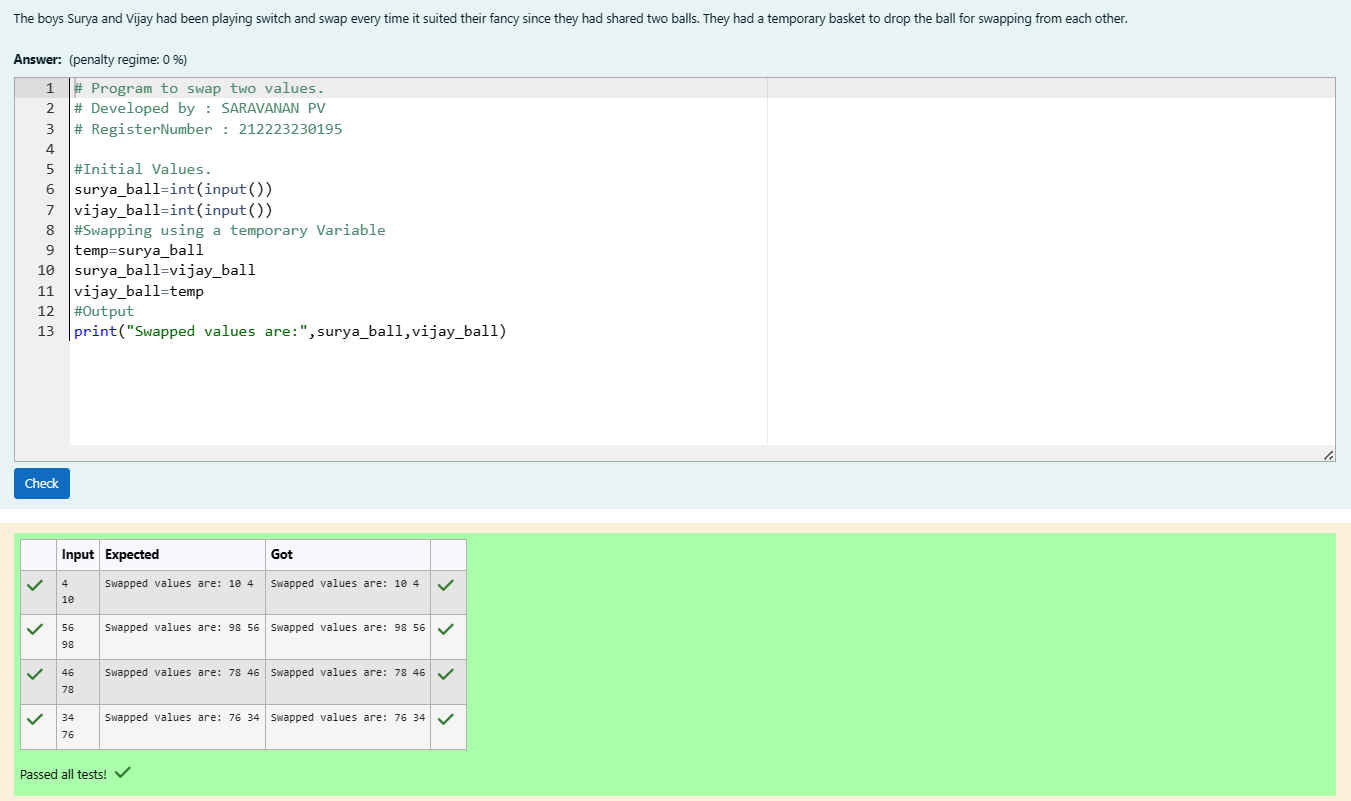 The boys Surya and Vijay had been playing switch and swap every time it suited their fancy since they had shared two balls. They had a temporary basket to drop the ball for swapping from each other.
Answer: (penalty regime: 0 %)
1 # Program to swap two values.
2 # Developed by : SARAVANAN PV
3 # RegisterNumber : 212223230195
4
5 #Initial Values.
6 surya_ball=int(input())
7 vijay_ball=int(input())
8 #Swapping using a temporary Variable
9 temp=surya_ball
10 surya_ball=vijay_ball
11 vijay_ball=temp
12 #Output
13 print("Swapped values are:",surya_ball,vijay_ball)
Check
Input Expected Got
4 Swapped values are: 10 4 Swapped values are: 10 4
10
56 Swapped values are: 98 56 Swapped values are: 98 56
98
46 Swapped values are: 78 46 Swapped values are: 78 46
78
34 Swapped values are: 76 34 Swapped values are: 76 34
76
Passed all tests!